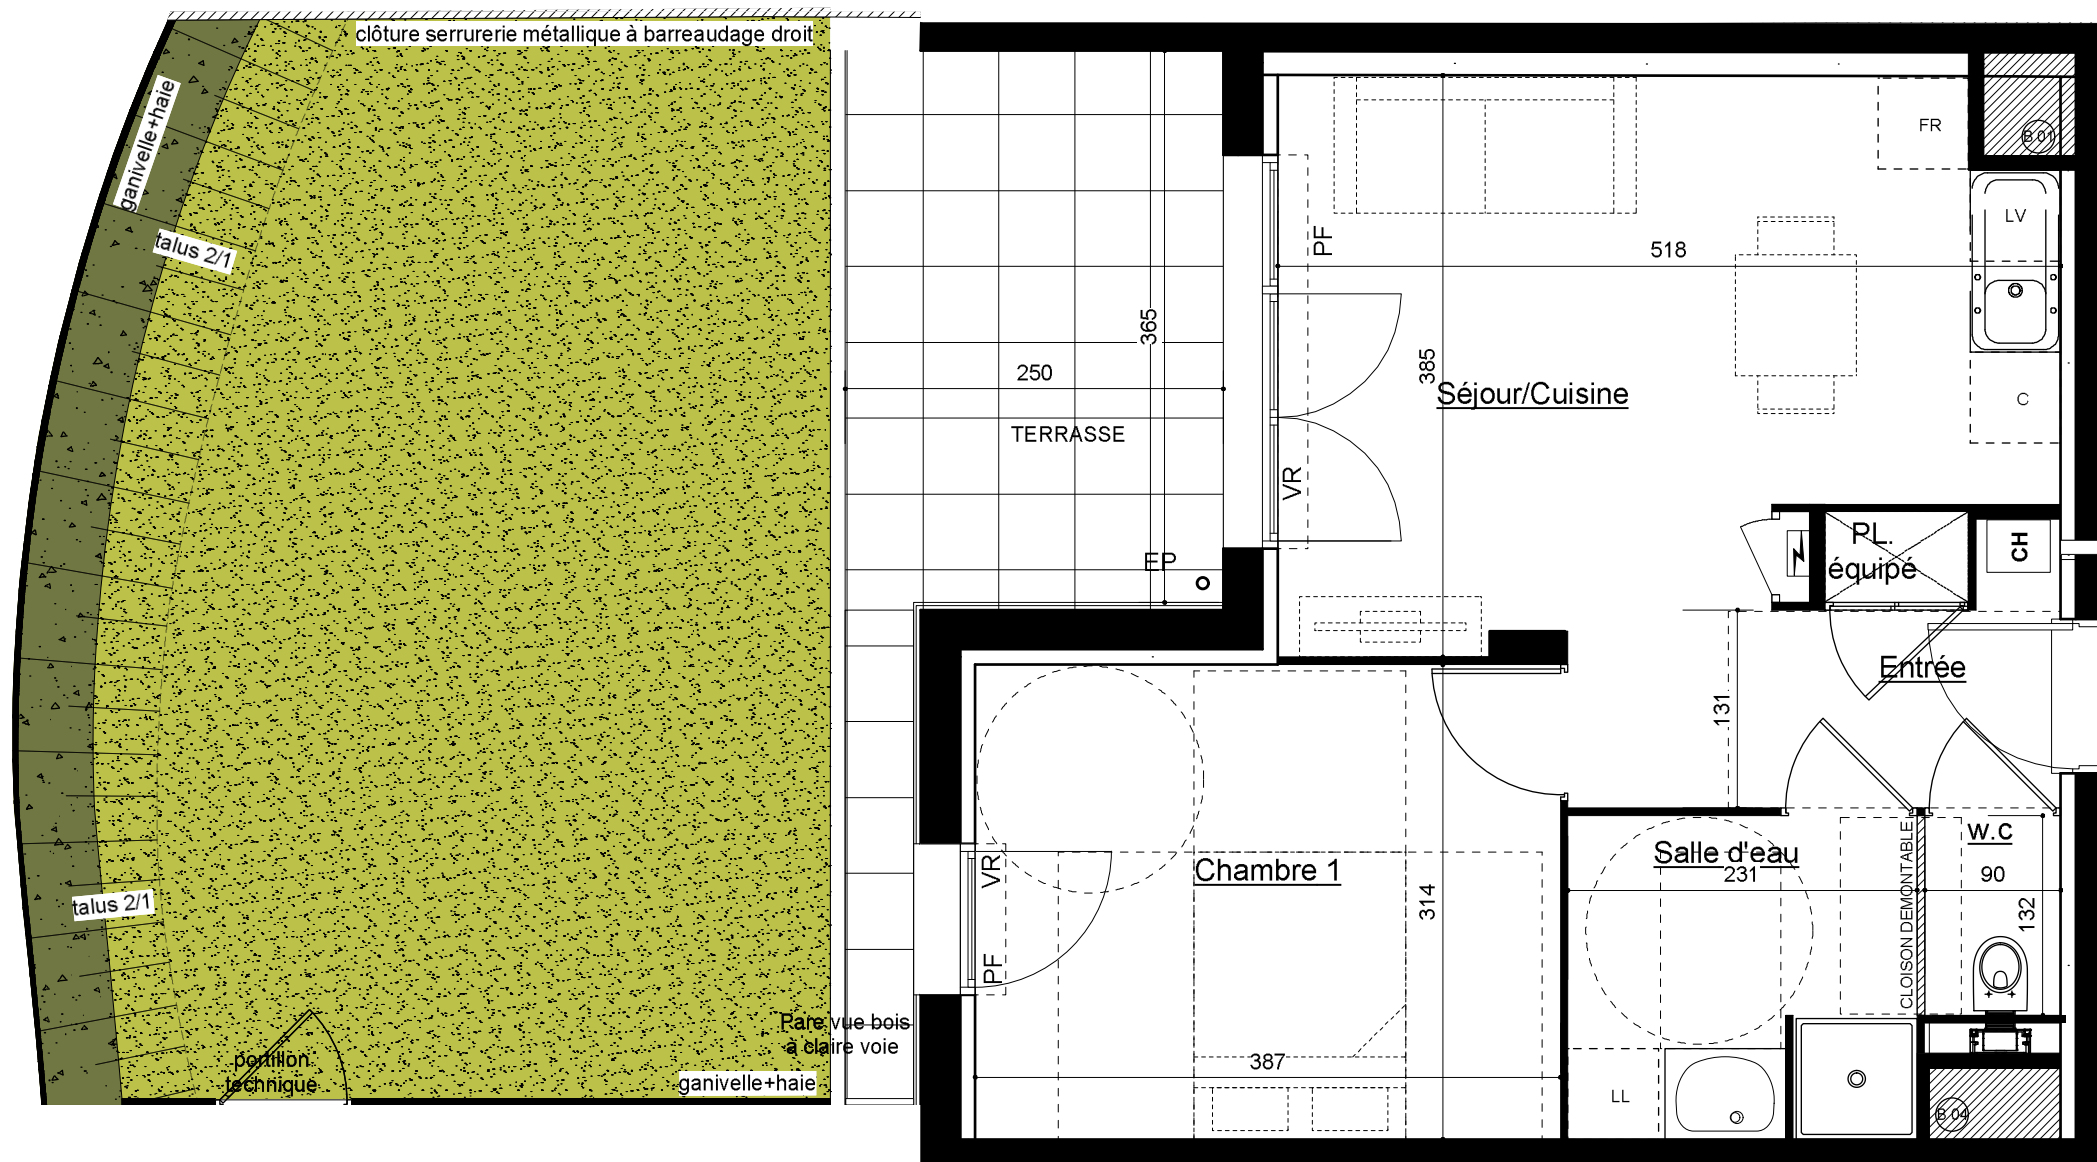 clôture serrurerie métallique à barreaudage droit
ganivelle+haie
talus 2/1
FR
B 01
LV
PF
518
365
385
250
Séjour/Cuisine
C
TERRASSE
VR
EP
PL.
équipé
CH
Entrée
131
Chambre 1
VR
PF
314
Salle d'eau
231
CLOISON DEMONTABLE
w.c
90
132
talus 2/1
Pare vue bois
à claire voie
portillon
technique
ganivelle+haie
387
LL
B 04